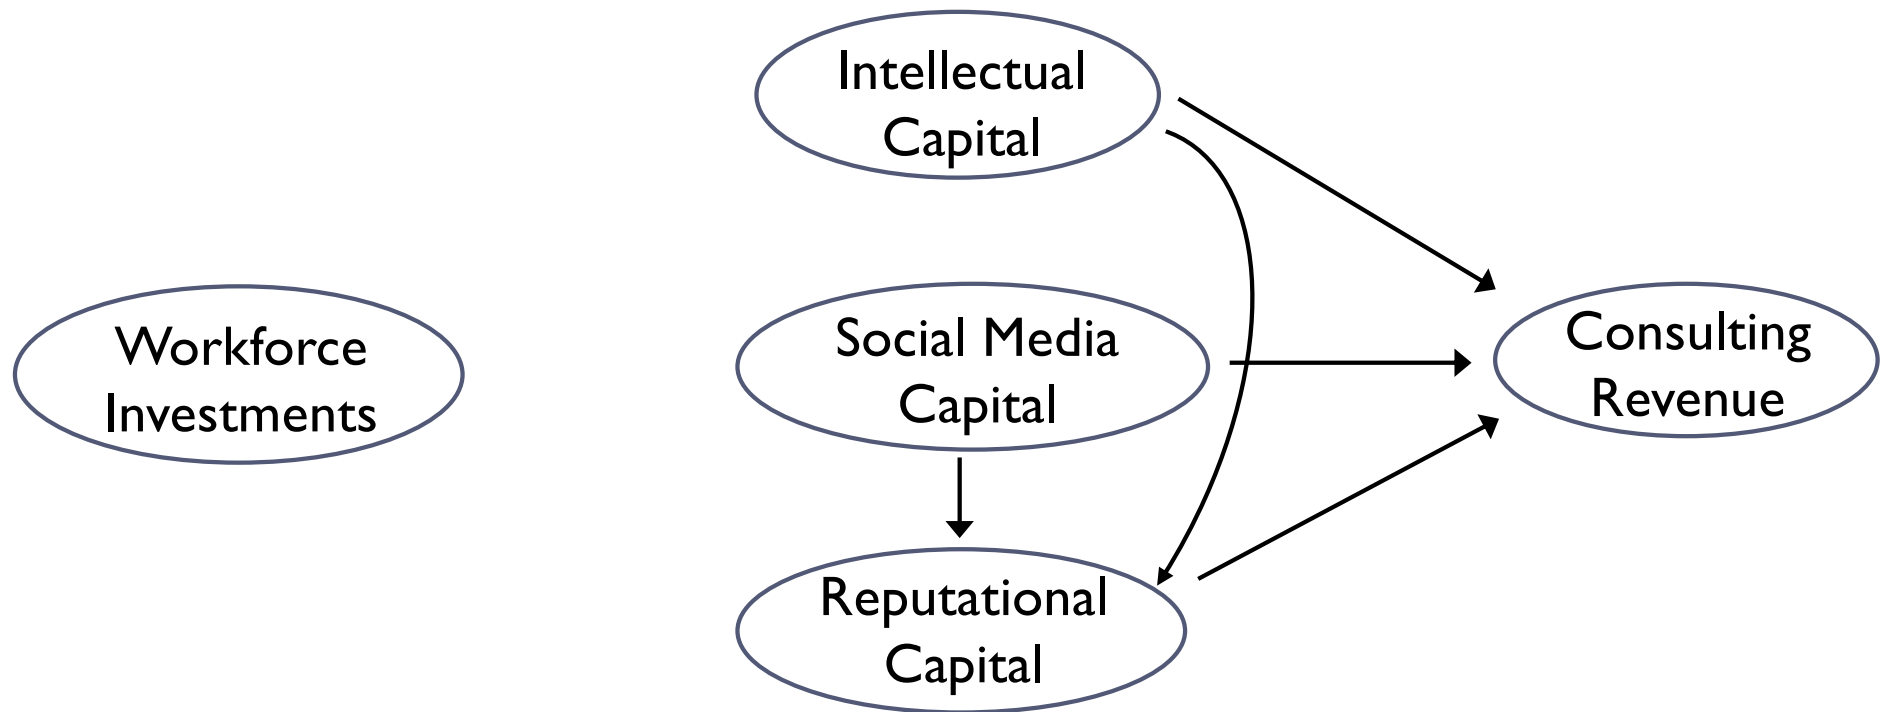 Intellectual
Capital
Workforce
Investments
Social Media
Capital
Consulting
Revenue
Reputational
Capital